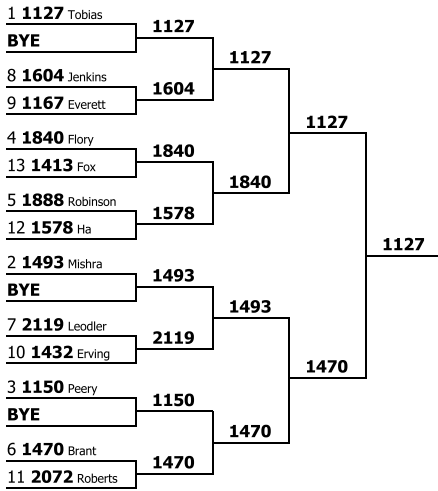 1 1127 Tobias
BYE
8 1604 Jenkins
9 1167 Everett
4 1840 Flory
13 1413 Fox
5 1888 Robinson
12 1578 Ha
2 1493 Mishra
BYE
7 2119 Leodler
10 1432 Erving
3 1150 Peery
BYE
6 1470 Brant
11 2072 Roberts
1127
1604
1840
1578
1493
2119
1150
1470
1127
1840
1493
1470
1127
1470
1127